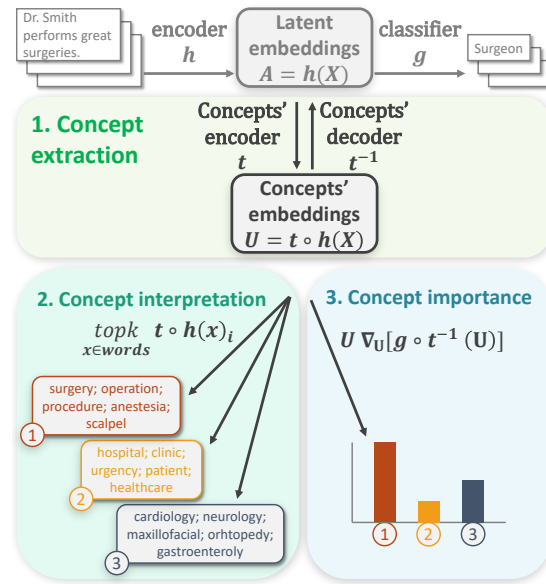 Dr. Smith
performs great
surgeries.
encoder
h
Latent
embeddings
A = h(X)
classifier
g
Surgeon
1. Concept
extraction
Concepts'
encoder
t
Concepts'
decoder
t⁻¹
Concepts'
embeddings
U = t ∘ h(X)
2. Concept interpretation
topk t ∘ h(x)ᵢ
x∈words
surgery; operation;
procedure; anestesia;
scalpel
1
hospital; clinic;
urgency; patient;
healthcare
2
cardiology; neurology;
maxillofacial; orhtopedy;
gastroenteroly
3
3. Concept importance
U ∇U[g ∘ t⁻¹ (U)]
1 2 3